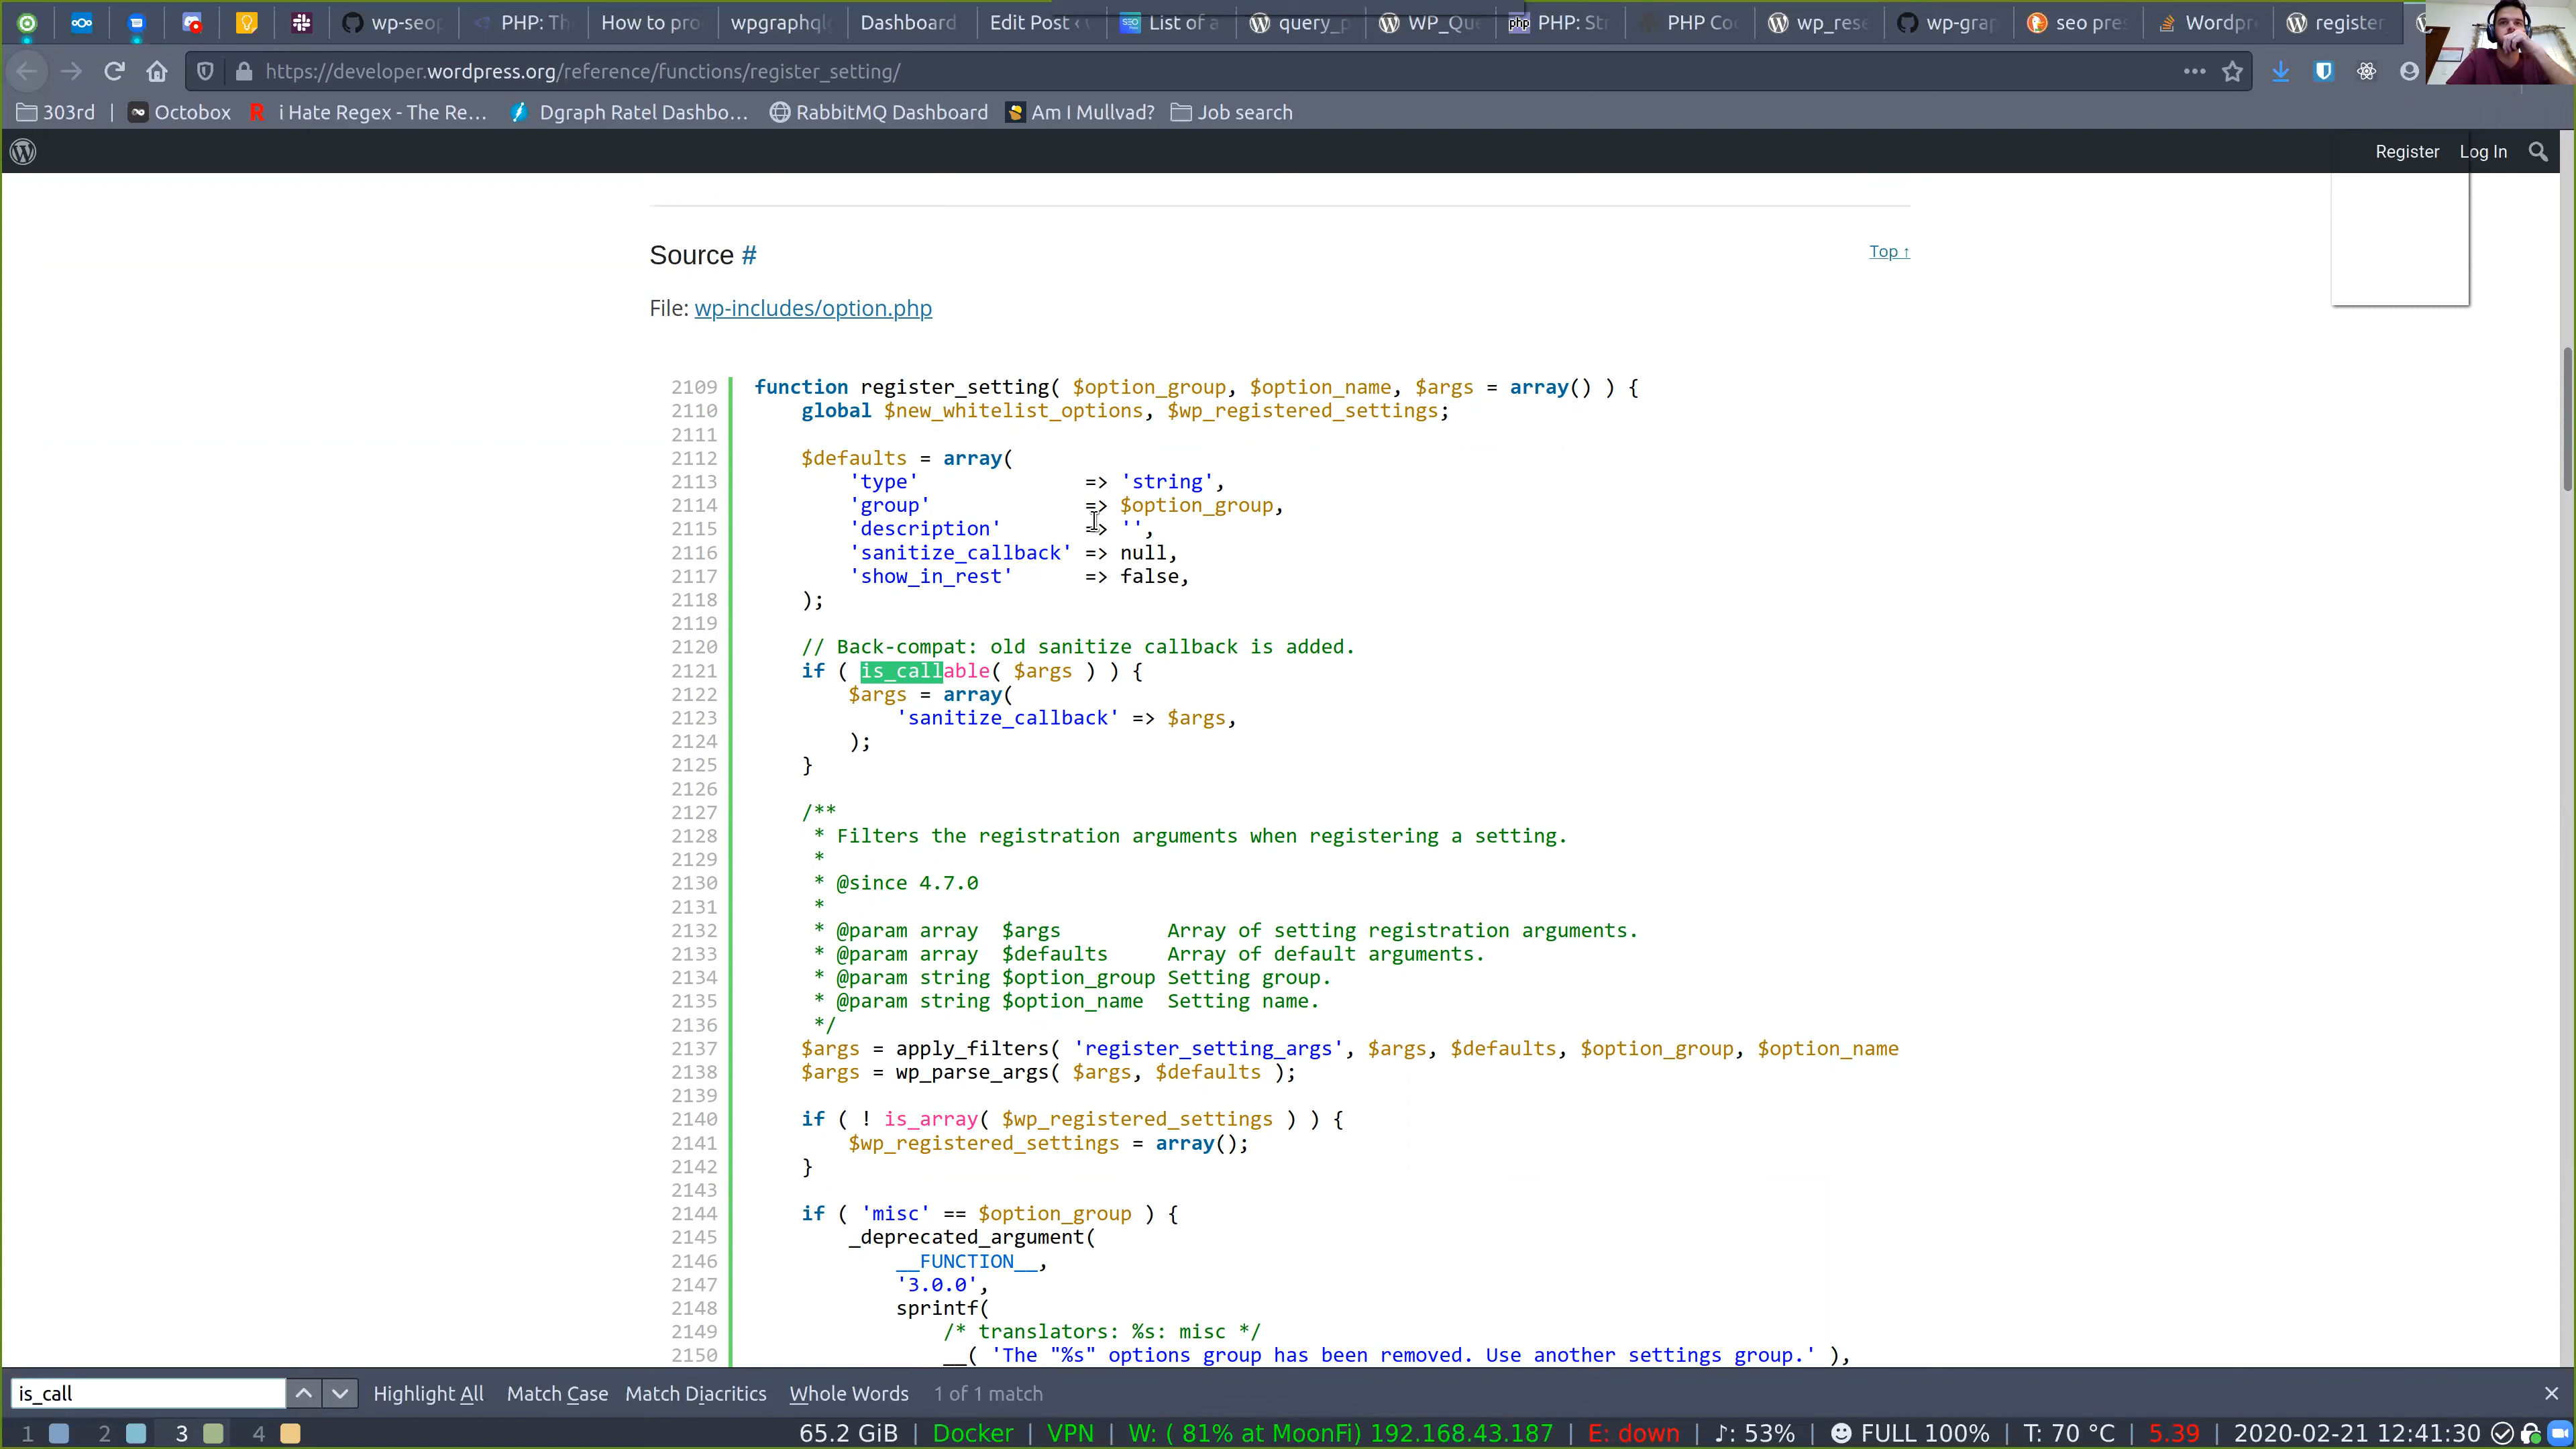 wp-seop
PHP: Th
How to pro
wpgraphql
Dashboard
Edit Post ‹ W
List of a
query_p
WP_Que
php
PHP: Str
PHP Co
wp_rese
wp-grap
seo pres
Wordpre
register
https://developer.wordpress.org/reference/functions/register_setting/
303rd
Octobox
R i Hate Regex - The Re...
Dgraph Ratel Dashbo...
RabbitMQ Dashboard
Am I Mullvad?
Job search
Register
Log In
Source #
Top ↑
File: wp-includes/option.php
2109 function register_setting( $option_group, $option_name, $args = array() ) {
2110 global $new_whitelist_options, $wp_registered_settings;
2111
2112 $defaults = array(
2113 'type' => 'string',
2114 'group' => $option_group,
2115 'description' => '',
2116 'sanitize_callback' => null,
2117 'show_in_rest' => false,
2118 );
2119
2120 // Back-compat: old sanitize callback is added.
2121 if ( is_callable( $args ) ) {
2122 $args = array(
2123 'sanitize_callback' => $args,
2124 );
2125 }
2126
2127 /**
2128 * Filters the registration arguments when registering a setting.
2129 *
2130 * @since 4.7.0
2131 *
2132 * @param array $args Array of setting registration arguments.
2133 * @param array $defaults Array of default arguments.
2134 * @param string $option_group Setting group.
2135 * @param string $option_name Setting name.
2136 */
2137 $args = apply_filters( 'register_setting_args', $args, $defaults, $option_group, $option_name
2138 $args = wp_parse_args( $args, $defaults );
2139
2140 if ( ! is_array( $wp_registered_settings ) ) {
2141 $wp_registered_settings = array();
2142 }
2143
2144 if ( 'misc' == $option_group ) {
2145 _deprecated_argument(
2146 __FUNCTION__,
2147 '3.0.0',
2148 sprintf(
2149 /* translators: %s: misc */
2150 __( 'The "%s" options group has been removed. Use another settings group.' ),
is_call
Highlight All
Match Case
Match Diacritics
Whole Words
1 of 1 match
1 2 3 4
65.2 GiB | Docker | VPN | W: ( 81% at MoonFi) 192.168.43.187 | E: down | ♪: 53% | FULL 100% | T: 70 °C | 5.39 | 2020-02-21 12:41:30